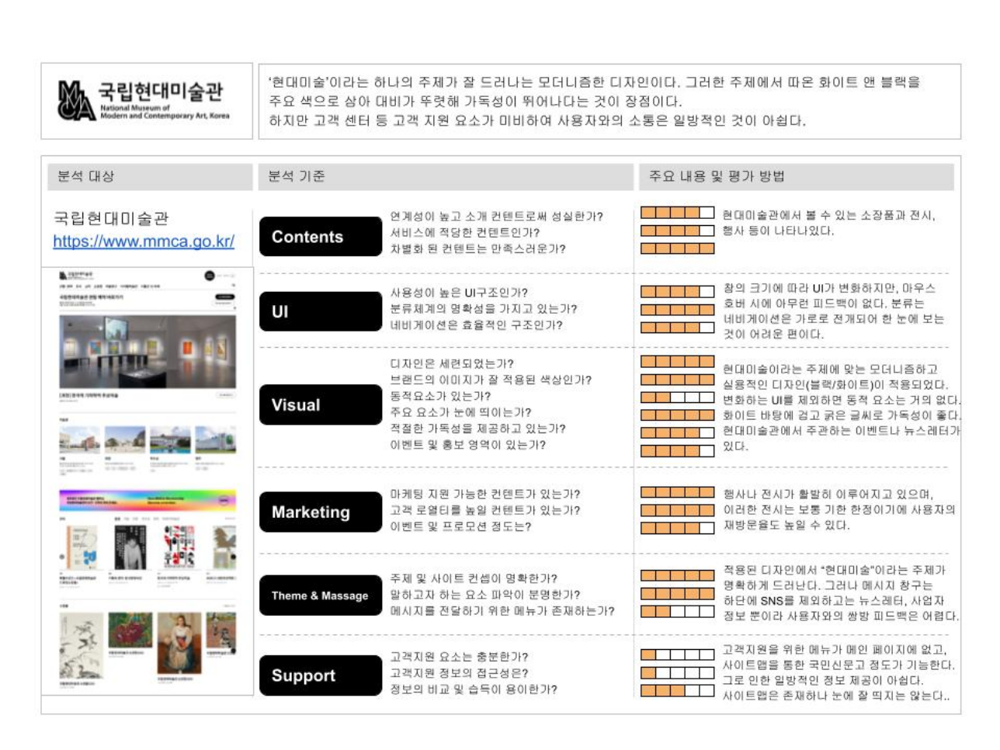 국립현대미술관
National Museum of
Modern and Contemporary Art, Korea
‘현대미술’이라는 하나의 주제가 잘 드러나는 모더니즘한 디자인이다. 그러한 주제에서 따온 화이트 앤 블랙을
주요 색으로 삼아 대비가 뚜렷해 가독성이 뛰어나다는 것이 장점이다.
하지만 고객 센터 등 고객 지원 요소가 미비하여 사용자와의 소통은 일방적인 것이 아쉽다.
분석 대상
분석 기준
주요 내용 및 평가 방법
국립현대미술관
https://www.mmca.go.kr/
Contents
연계성이 높고 소개 컨텐트로써 성실한가?
서비스에 적당한 컨텐트인가?
차별화 된 컨텐트는 만족스러운가?
현대미술관에서 볼 수 있는 소장품과 전시,
행사 등이 나타나있다.
UI
사용성이 높은 UI구조인가?
분류체계의 명확성을 가지고 있는가?
네비게이션은 효율적인 구조인가?
창의 크기에 따라 UI가 변화하지만, 마우스
호버 시에 아무런 피드백이 없다. 분류는
네비게이션은 가로로 전개되어 한 눈에 보는
것이 어려운 편이다.
Visual
디자인은 세련되었는가?
브랜드의 이미지가 잘 적용된 색상인가?
동적요소가 있는가?
주요 요소가 눈에 띄이는가?
적절한 가독성을 제공하고 있는가?
이벤트 및 홍보 영역이 있는가?
현대미술이라는 주제에 맞는 모더니즘하고
실용적인 디자인(블랙/화이트)이 적용되었다.
변화하는 UI를 제외하면 동적 요소는 거의 없다.
화이트 바탕에 검고 굵은 글씨로 가독성이 좋다.
현대미술관에서 주관하는 이벤트나 뉴스레터가
있다.
Marketing
마케팅 지원 가능한 컨텐트가 있는가?
고객 로열티를 높일 컨텐트가 있는가?
이벤트 및 프로모션 정도는?
행사나 전시가 활발히 이루어지고 있으며,
이러한 전시는 보통 기한 한정이기에 사용자의
재방문율도 높일 수 있다.
Theme & Massage
주제 및 사이트 컨셉이 명확한가?
말하고자 하는 요소 파악이 분명한가?
메시지를 전달하기 위한 메뉴가 존재하는가?
적용된 디자인에서 “현대미술"이라는 주제가
명확하게 드러난다. 그러나 메시지 창구는
하단에 SNS를 제외하고는 뉴스레터, 사업자
정보 뿐이라 사용자와의 쌍방 피드백은 어렵다.
Support
고객지원 요소는 충분한가?
고객지원 정보의 접근성은?
정보의 비교 및 습득이 용이한가?
고객지원을 위한 메뉴가 메인 페이지에 없고,
사이트맵을 통한 국민신문고 정도가 기능한다.
그로 인한 일방적인 정보 제공이 아쉽다.
사이트맵은 존재하나 눈에 잘 띄지는 않는다..